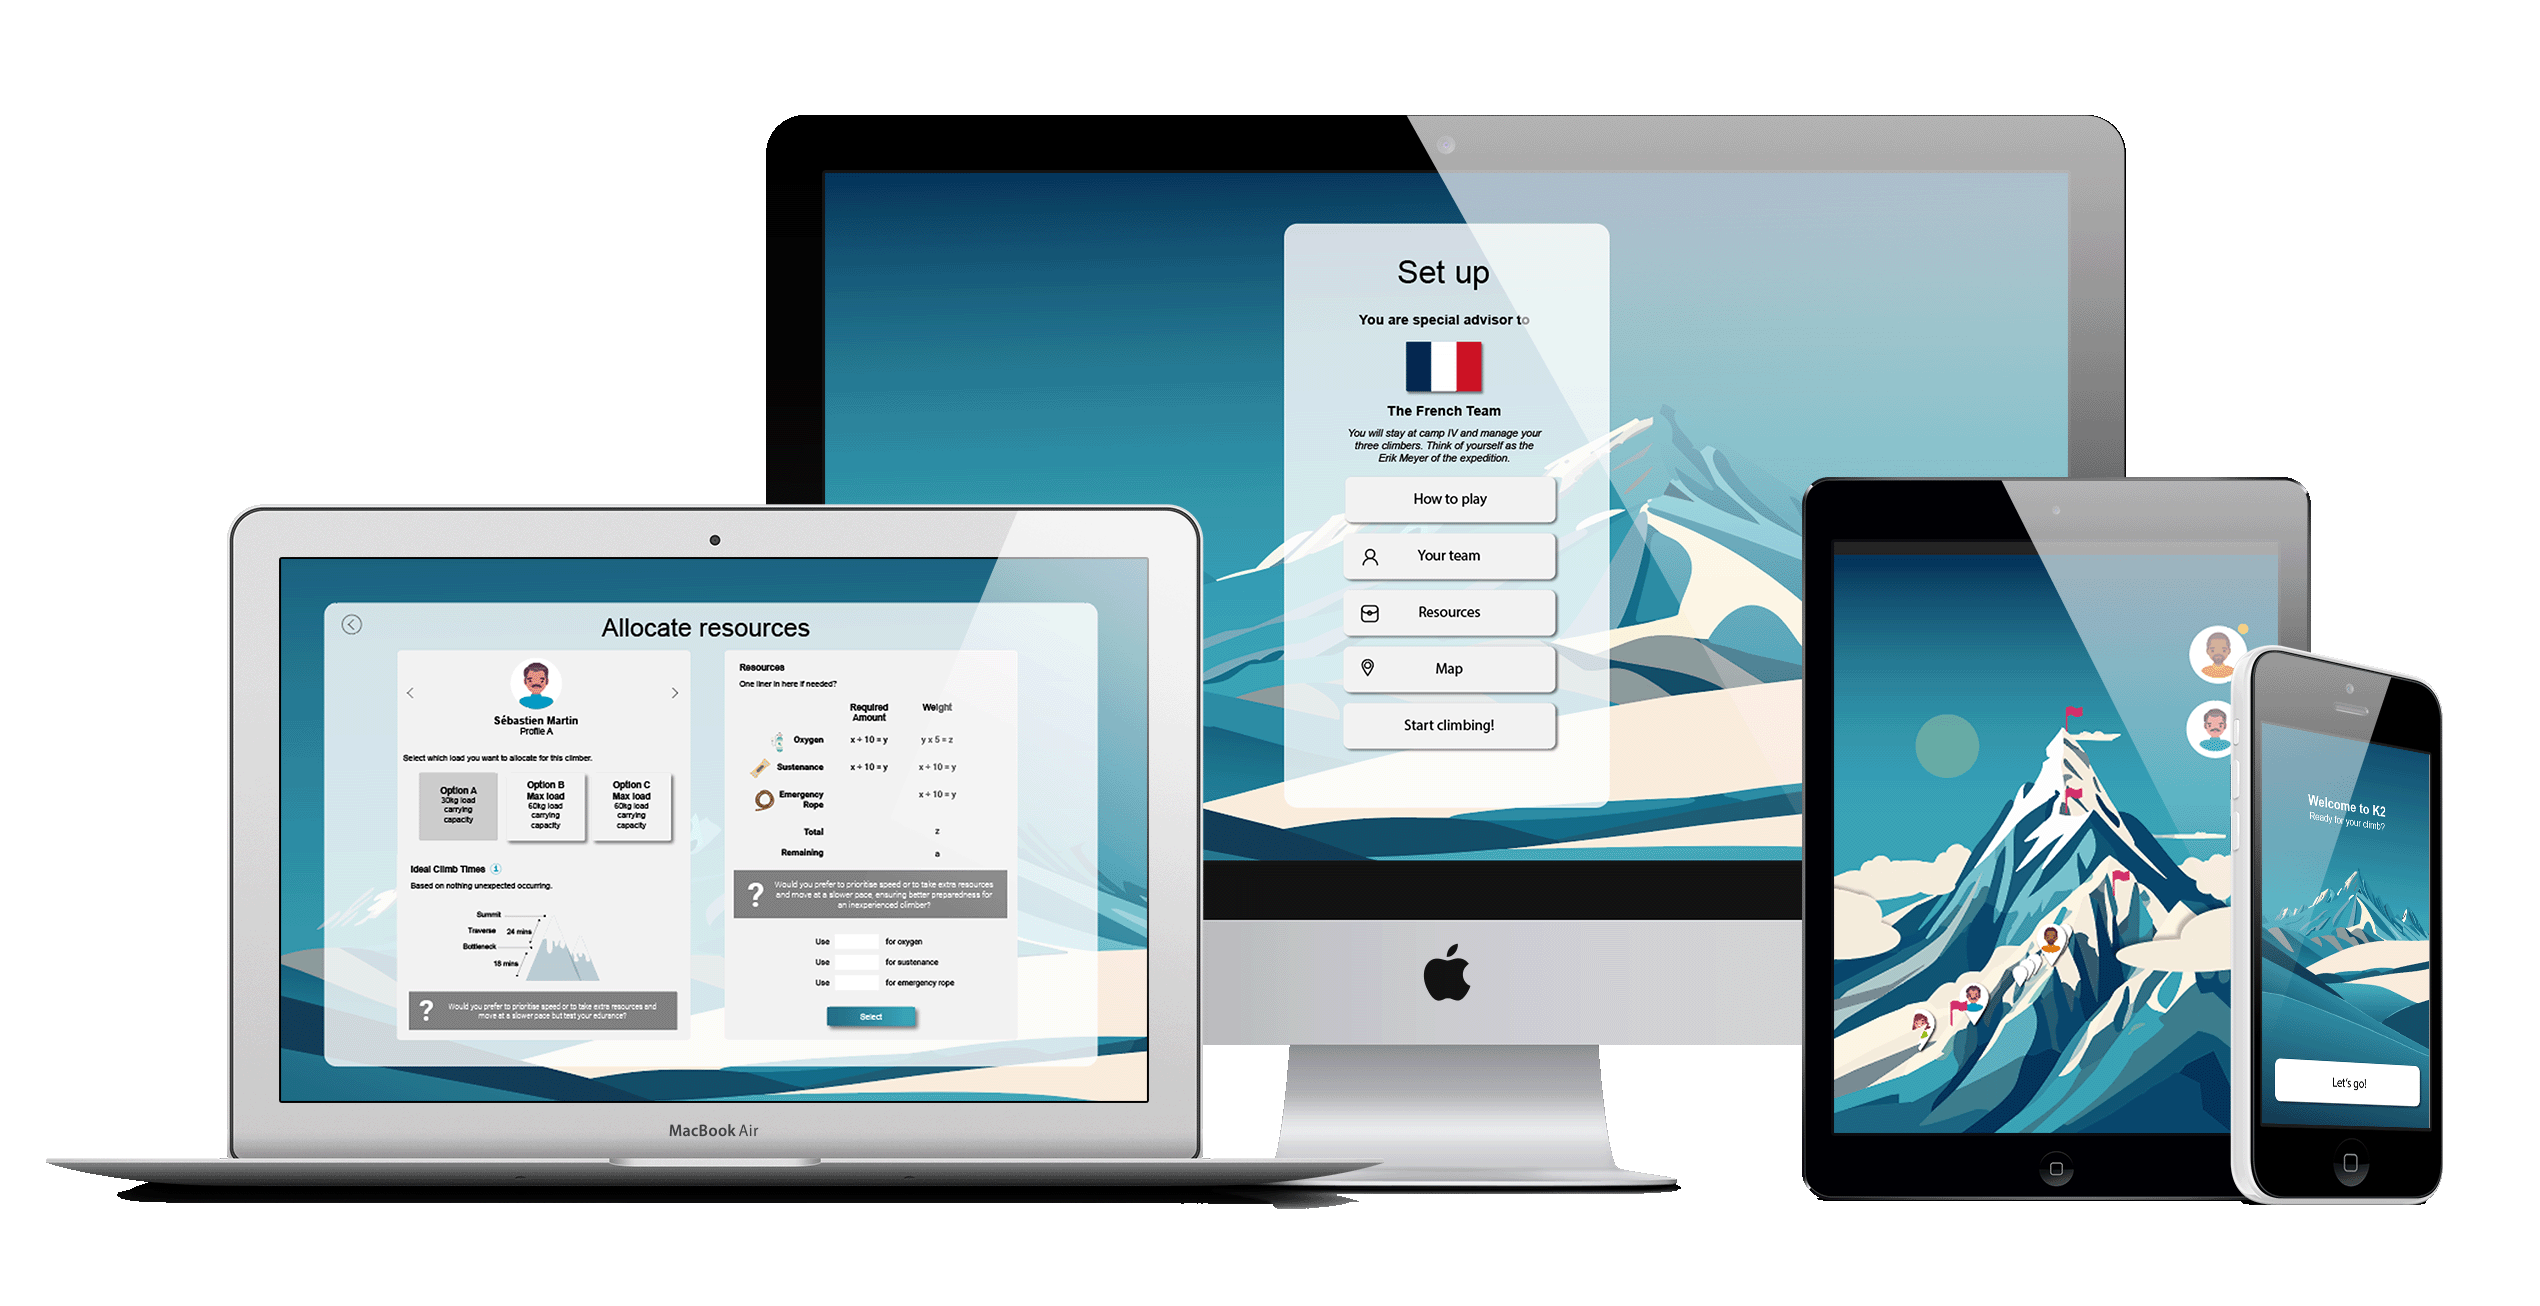 Set up
You are special advisor to
The French Team
You will stay at camp IV and manage your
three climbers. Think of yourself as the
Erik Meyer of the expedition.
How to play
Your team
Resources
Map
Start climbing!
Allocate resources
Sébastien Martin
Profile A
Select which load you want to allocate for this climber.
Option A
30kg load
carrying
capacity
Option B
Max load
60kg load
carrying
capacity
Option C
Max load
60kg load
carrying
capacity
Ideal Climb Times i
Based on nothing unexpected occurring.
Summit
Traverse 24 mins
Bottleneck
18 mins
? Would you prefer to prioritise speed or to take extra resources and
move at a slower pace but test your edurance?
Resources
One liner in here if needed?
Required Weight
Amount
Oxygen x ÷ 10 = y y x 5 = z
Sustenance x ÷ 10 = y x ÷ 10 = y
Emergency x ÷ 10 = y
Rope
Total z
Remaining a
? Would you prefer to prioritise speed or to take extra resources
and move at a slower pace, ensuring better preparedness for
an inexperienced climber?
Use for oxygen
Use for sustenance
Use for emergency rope
Select
MacBook Air
Welcome to K2
Ready for your climb?
Let's go!